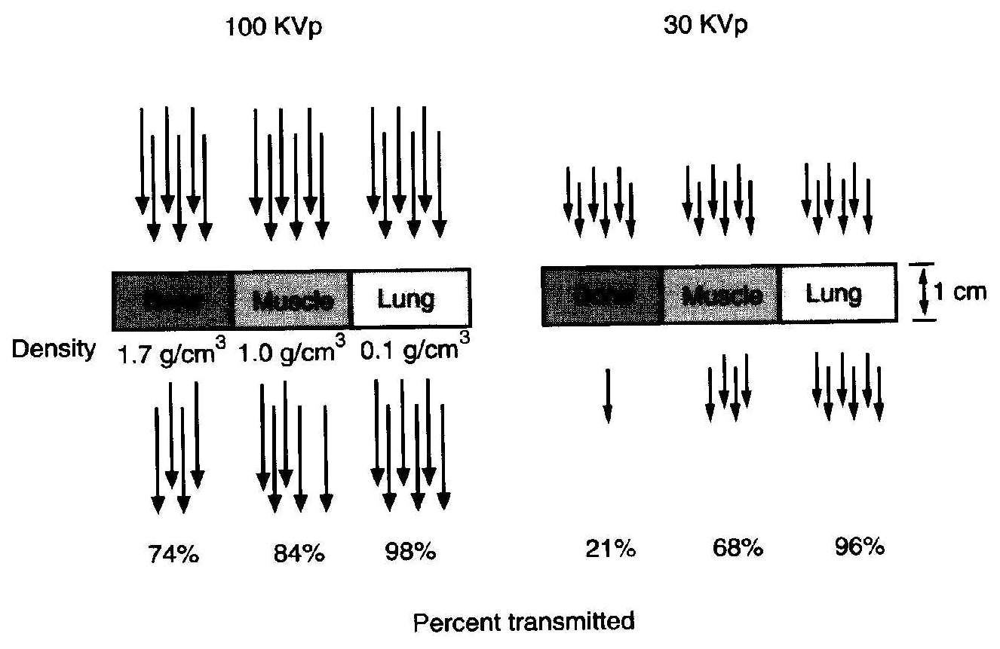 100 KVp
30 KVp
Muscle
Lung
Bone
Muscle
Lung
1 cm
Density 1.7 g/cm³ 1.0 g/cm³ 0.1 g/cm³
74% 84% 98%
21% 68% 96%
Percent transmitted